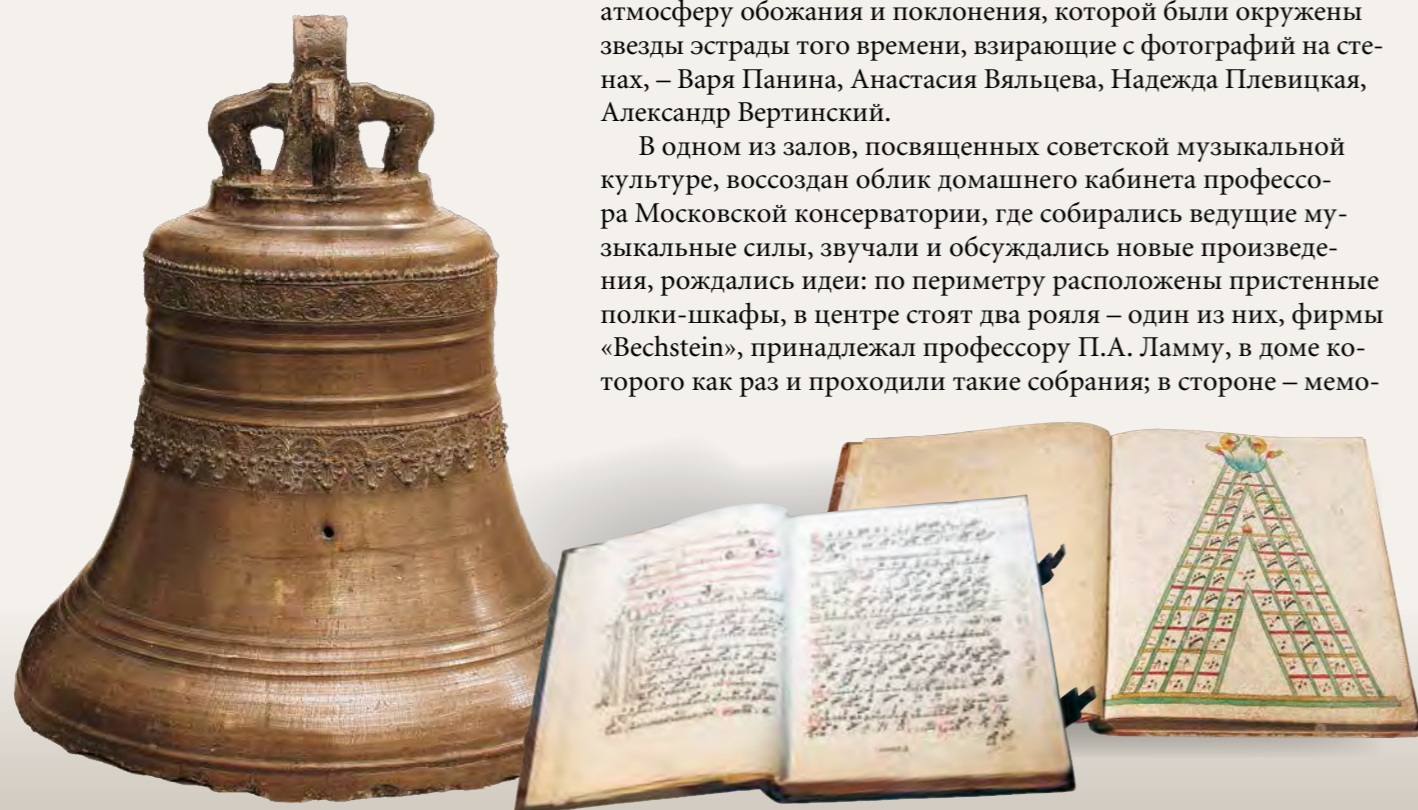 атмосферу обожания и поклонения, которой были окружены
звезды эстрады того времени, взирающие с фотографий на сте-
нах, – Варя Панина, Анастасия Вяльцева, Надежда Плевицкая,
Александр Вертинский.
В одном из залов, посвященных советской музыкальной
культуре, воссоздан облик домашнего кабинета профессо-
ра Московской консерватории, где собирались ведущие му-
зыкальные силы, звучали и обсуждались новые произведе-
ния, рождались идеи: по периметру расположены пристенные
полки-шкафы, в центре стоят два рояля – один из них, фирмы
«Bechstein», принадлежал профессору П.А. Ламму, в доме ко-
торого как раз и проходили такие собрания; в стороне – мемо-